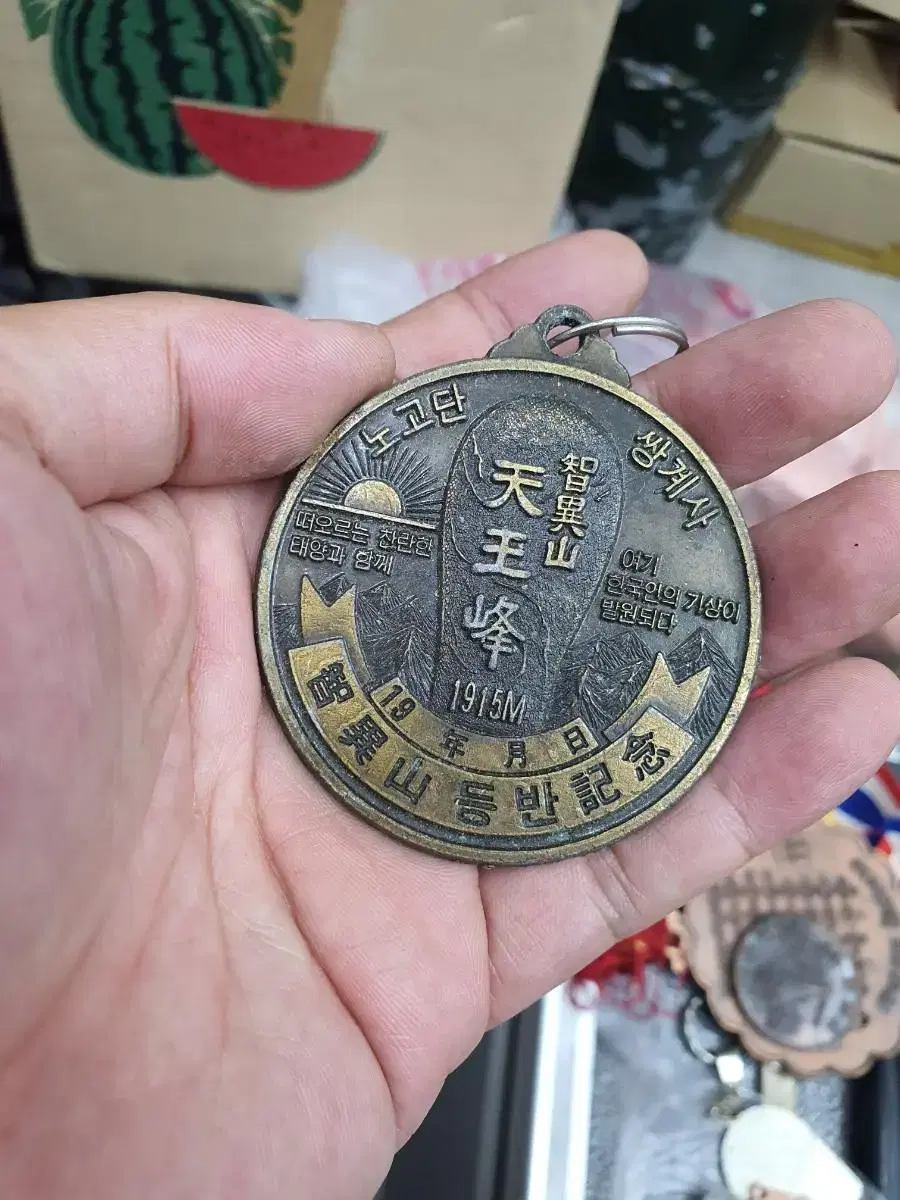 노고단
쌍계사
智異山
天王峰
1915M
떠오르는 찬란한
태양과 함께
여기
한국인의 기상이
발원되다
19 年 月 日
智異山등반記念